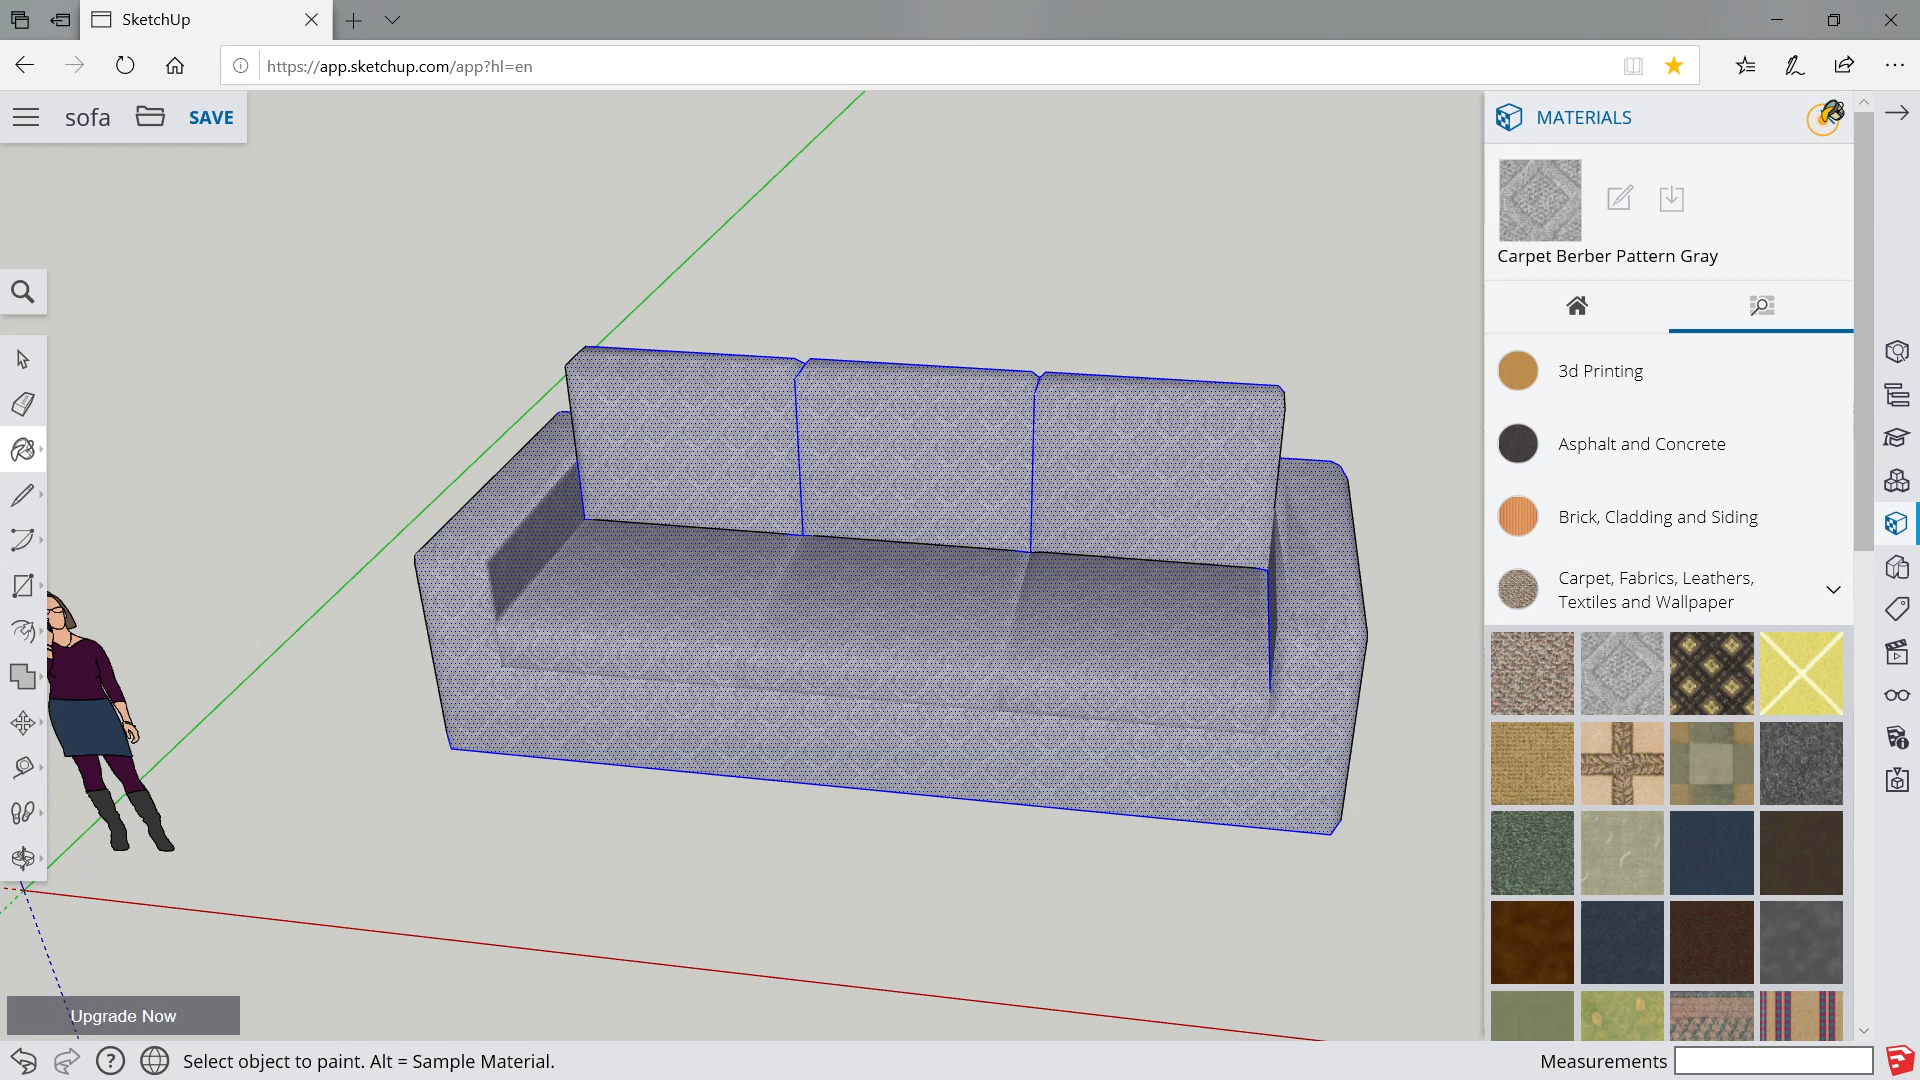 SketchUp
https://app.sketchup.com/app?hl=en
sofa
SAVE
MATERIALS
Carpet Berber Pattern Gray
3d Printing
Asphalt and Concrete
Brick, Cladding and Siding
Carpet, Fabrics, Leathers,
Textiles and Wallpaper
Upgrade Now
Select object to paint. Alt = Sample Material.
Measurements